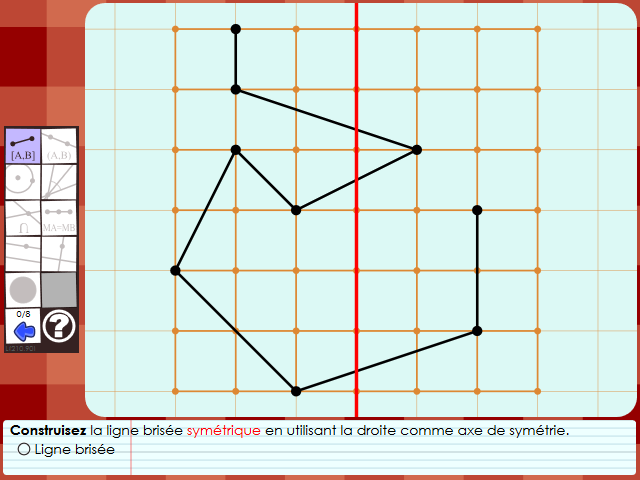 [A,B]
(A,B)
MA=MB
0/8
?
Construisez la ligne brisée symétrique en utilisant la droite comme axe de symétrie.
Ligne brisée